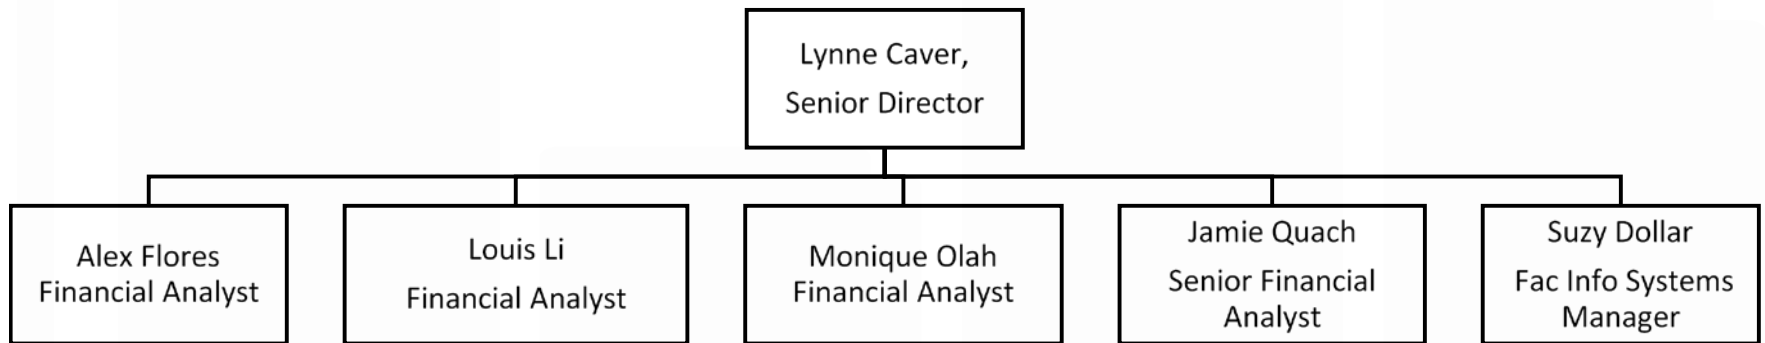 Lynne Caver,
Senior Director
Alex Flores
Financial Analyst
Louis Li
Financial Analyst
Monique Olah
Financial Analyst
Jamie Quach
Senior Financial
Analyst
Suzy Dollar
Fac Info Systems
Manager